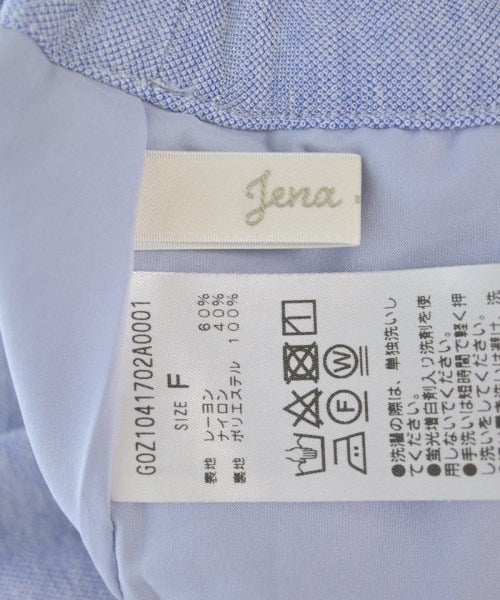 Jena
G0Z1041702A0001
SIZE F
表地 レーヨン 60%
ナイロン 40%
裏地 ポリエステル 100%
W
F
●洗濯の際は、単独洗いし
てください。
●蛍光増白剤入り洗剤を使
用しないでください。
●手洗いは短時間で軽く押
し洗いをしてください。洗